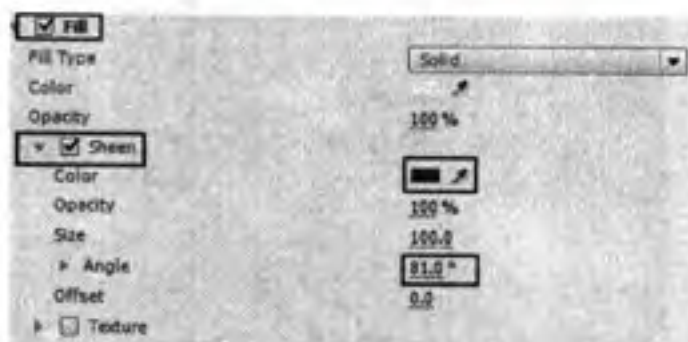 Fill
Fill Type Solid
Color
Opacity 100 %
Sheen
Color
Opacity 100 %
Size 100.0
Angle 81.0 °
Offset 0.0
Texture